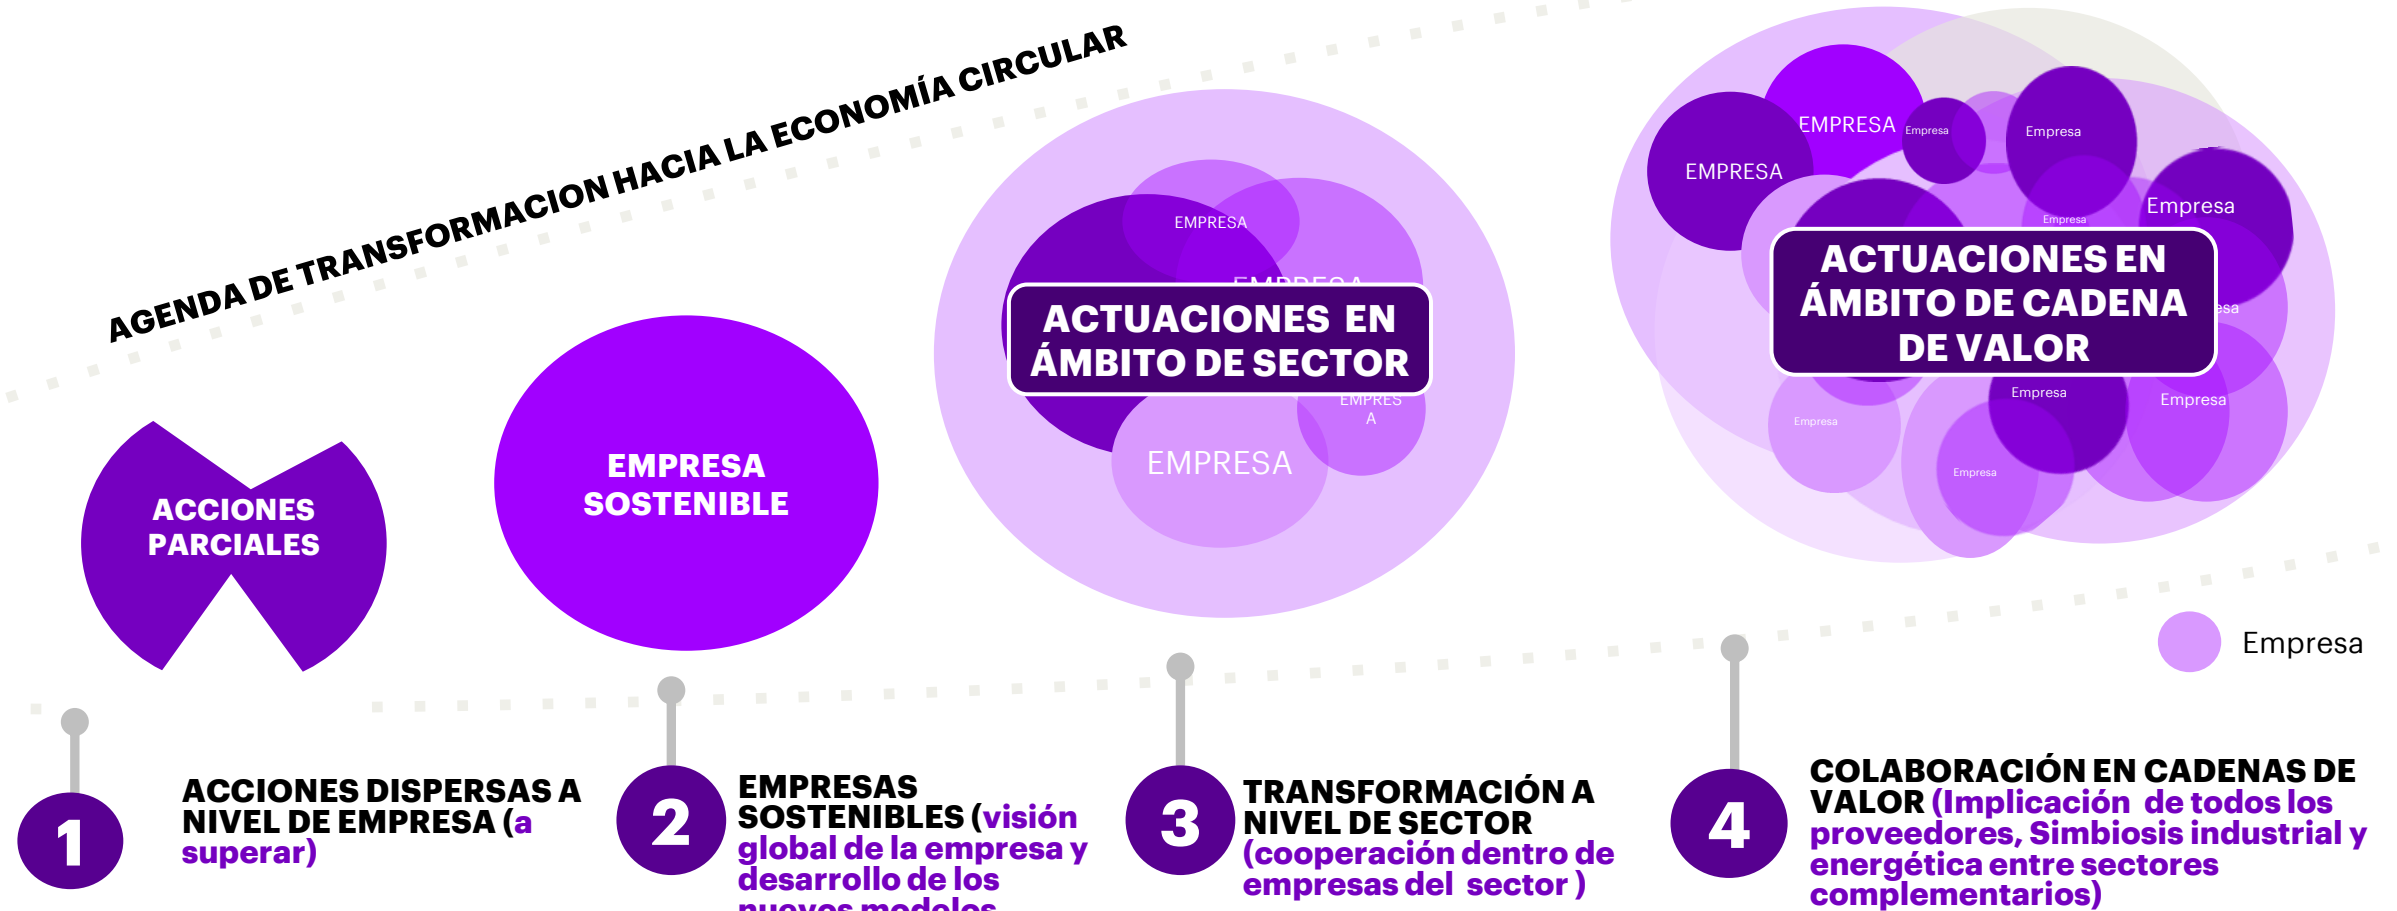 AGENDA DE TRANSFORMACION HACIA LA ECONOMÍA CIRCULAR
ACCIONES
PARCIALES
EMPRESA
SOSTENIBLE
EMPRESA
EMPRESA
ACTUACIONES EN
ÁMBITO DE SECTOR
EMPRES
A
EMPRESA
EMPRESA
EMPRESA
Empresa
Empresa
Empresa
Empresa
ACTUACIONES EN
ÁMBITO DE CADENA
DE VALOR
Empresa
Empresa
Empresa
Empresa
Empresa
1
ACCIONES DISPERSAS A
NIVEL DE EMPRESA (a
superar)
2
EMPRESAS
SOSTENIBLES (visión
global de la empresa y
desarrollo de los
nuevos modelos
3
TRANSFORMACIÓN A
NIVEL DE SECTOR
(cooperación dentro de
empresas del sector )
4
COLABORACIÓN EN CADENAS DE
VALOR (Implicación de todos los
proveedores, Simbiosis industrial y
energética entre sectores
complementarios)